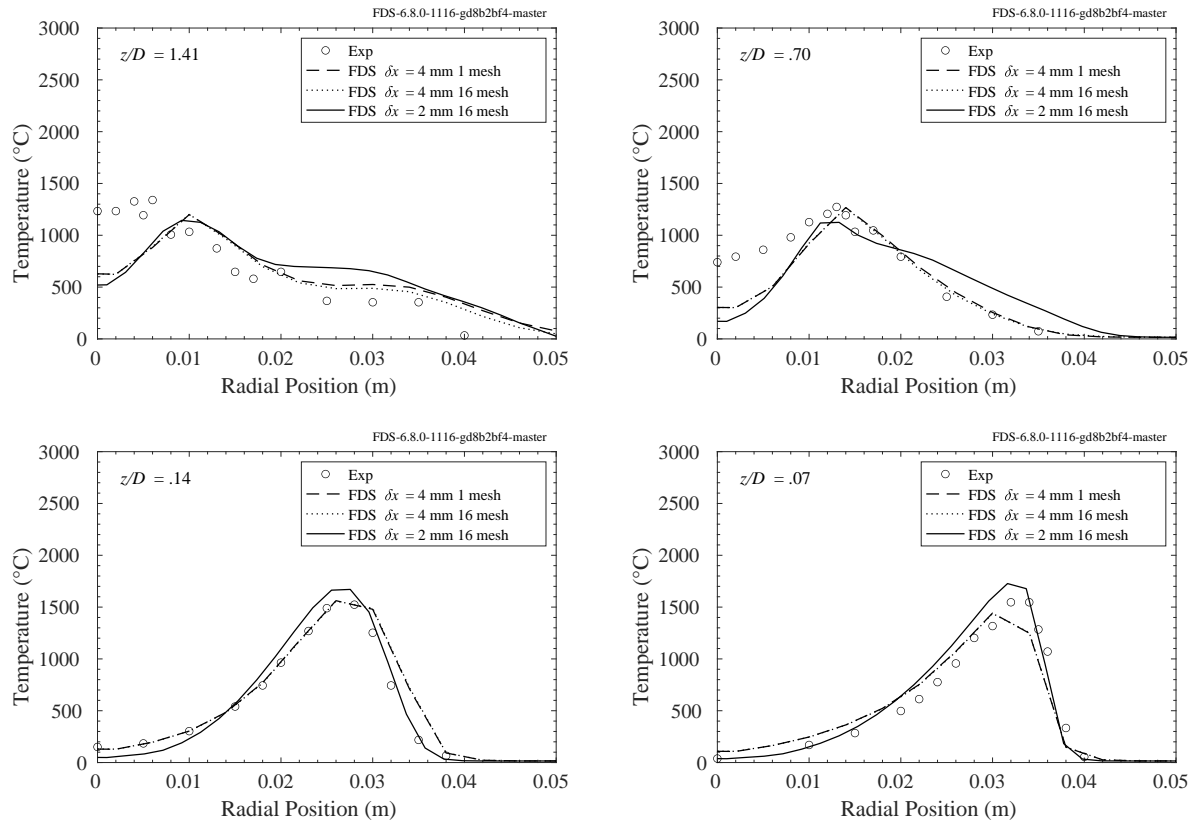 FDS-6.8.0-1116-gd8b2bf4-master
z/D = 1.41
Exp
FDS δx = 4 mm 1 mesh
FDS δx = 4 mm 16 mesh
FDS δx = 2 mm 16 mesh
3000
2500
2000
1500
1000
500
0
Temperature (°C)
0 0.01 0.02 0.03 0.04 0.05
Radial Position (m)
FDS-6.8.0-1116-gd8b2bf4-master
z/D = .70
Exp
FDS δx = 4 mm 1 mesh
FDS δx = 4 mm 16 mesh
FDS δx = 2 mm 16 mesh
3000
2500
2000
1500
1000
500
0
Temperature (°C)
0 0.01 0.02 0.03 0.04 0.05
Radial Position (m)
FDS-6.8.0-1116-gd8b2bf4-master
z/D = .14
Exp
FDS δx = 4 mm 1 mesh
FDS δx = 4 mm 16 mesh
FDS δx = 2 mm 16 mesh
3000
2500
2000
1500
1000
500
0
Temperature (°C)
0 0.01 0.02 0.03 0.04 0.05
Radial Position (m)
FDS-6.8.0-1116-gd8b2bf4-master
z/D = .07
Exp
FDS δx = 4 mm 1 mesh
FDS δx = 4 mm 16 mesh
FDS δx = 2 mm 16 mesh
3000
2500
2000
1500
1000
500
0
Temperature (°C)
0 0.01 0.02 0.03 0.04 0.05
Radial Position (m)